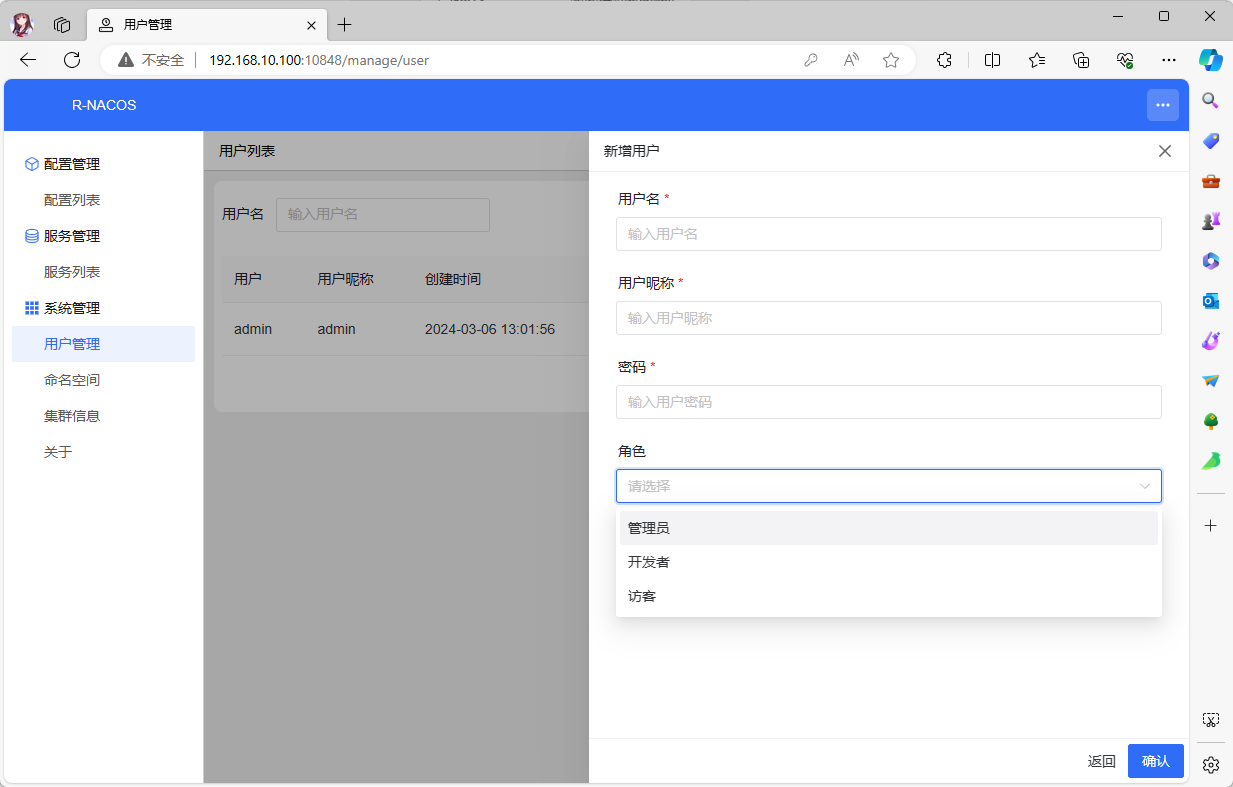 用户管理
不安全 192.168.10.100:10848/manage/user
R-NACOS
配置管理
配置列表
服务管理
服务列表
系统管理
用户管理
命名空间
集群信息
关于
用户列表
用户名 输入用户名
用户 用户昵称 创建时间
admin admin 2024-03-06 13:01:56
新增用户
用户名 *
输入用户名
用户昵称 *
输入用户昵称
密码 *
输入用户密码
角色
请选择
管理员
开发者
访客
返回 确认